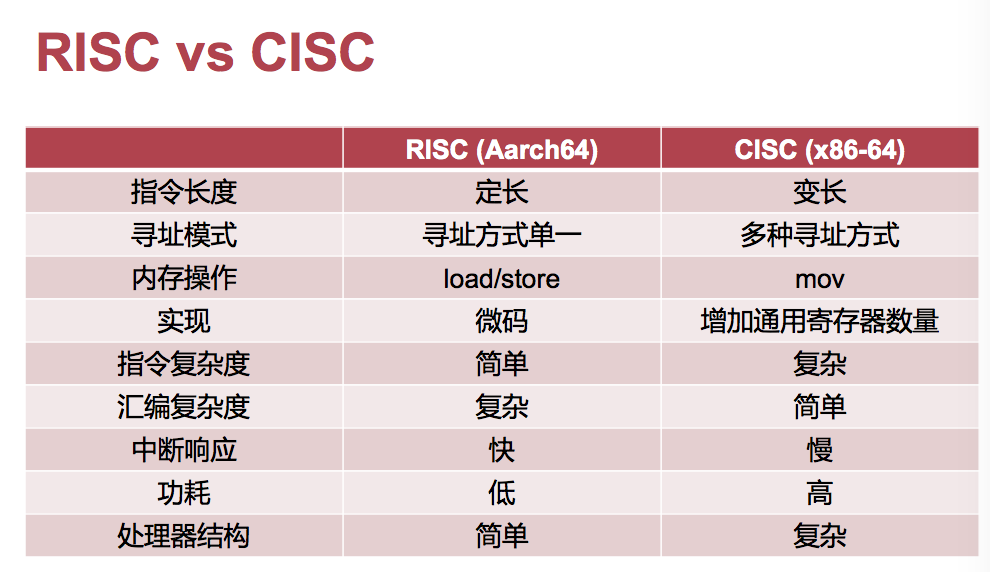 RISC vs CISC
RISC (Aarch64) CISC (x86-64)
指令长度 定长 变长
寻址模式 寻址方式单一 多种寻址方式
内存操作 load/store mov
实现 微码 增加通用寄存器数量
指令复杂度 简单 复杂
汇编复杂度 复杂 简单
中断响应 快 慢
功耗 低 高
处理器结构 简单 复杂